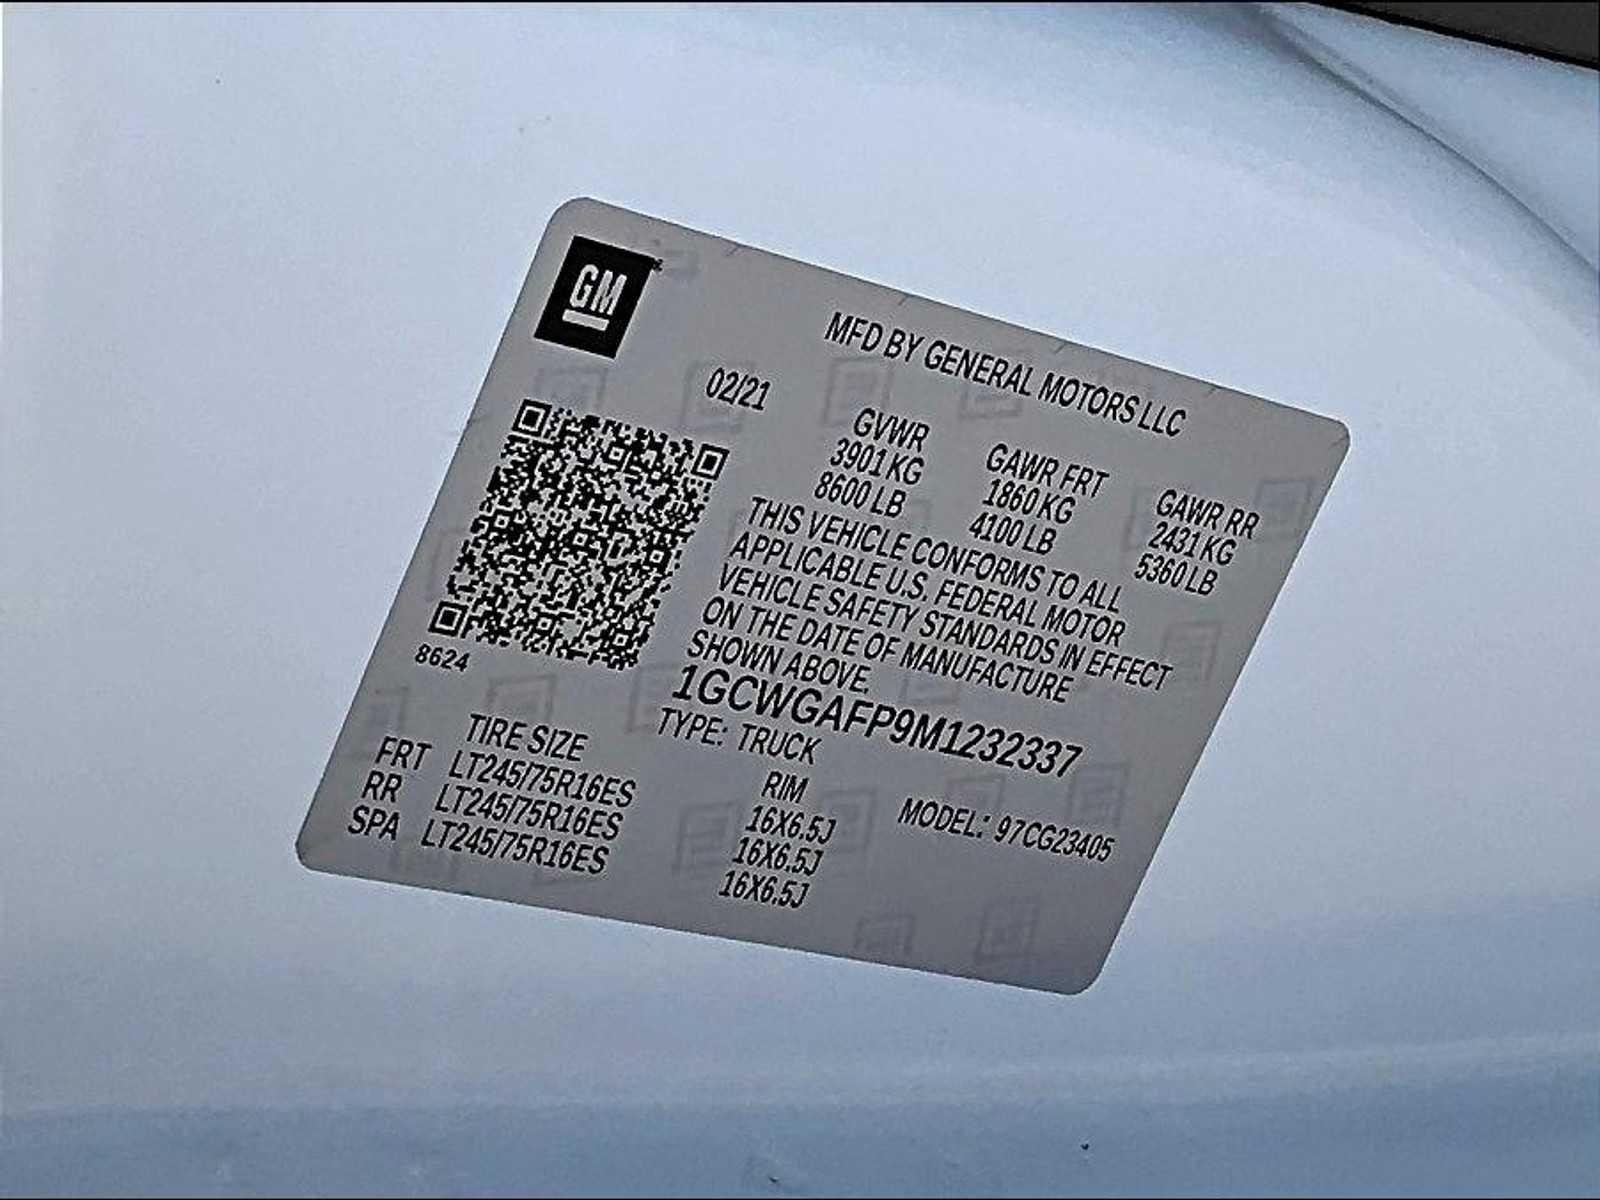 GM
MFD BY GENERAL MOTORS LLC
02/21
GVWR GAWR FRT GAWR RR
3901 KG 1860 KG 2431 KG
8600 LB 4100 LB 5360 LB
THIS VEHICLE CONFORMS TO ALL
APPLICABLE U.S. FEDERAL MOTOR
VEHICLE SAFETY STANDARDS IN EFFECT
ON THE DATE OF MANUFACTURE
SHOWN ABOVE.
8624
1GCWGAFP9M1232337
TYPE: TRUCK MODEL: 97CG23405
TIRE SIZE RIM
FRT LT245/75R16ES 16X6.5J
RR LT245/75R16ES 16X6.5J
SPA LT245/75R16ES 16X6.5J